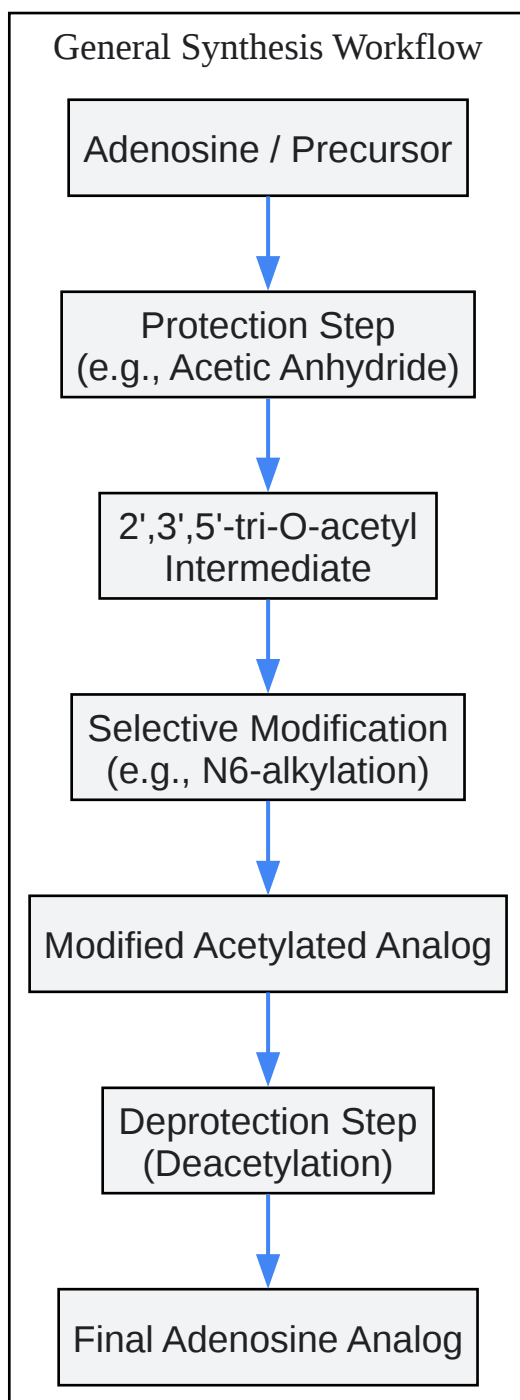 General Synthesis Workflow
Adenosine / Precursor
Protection Step
(e.g., Acetic Anhydride)
2',3',5'-tri-O-acetyl
Intermediate
Selective Modification
(e.g., N6-alkylation)
Modified Acetylated Analog
Deprotection Step
(Deacetylation)
Final Adenosine Analog